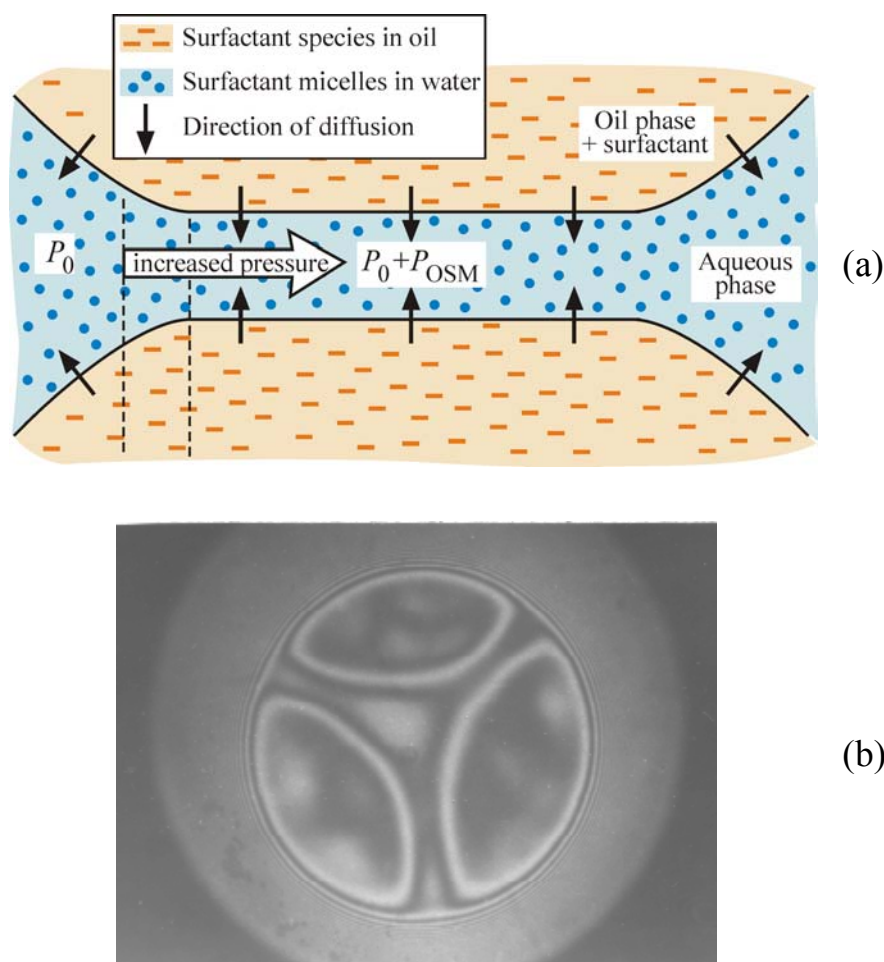 Surfactant species in oil
Surfactant micelles in water
Direction of diffusion
Oil phase
+ surfactant
P0
increased pressure
P0+POSM
Aqueous
phase
(a)
(b)